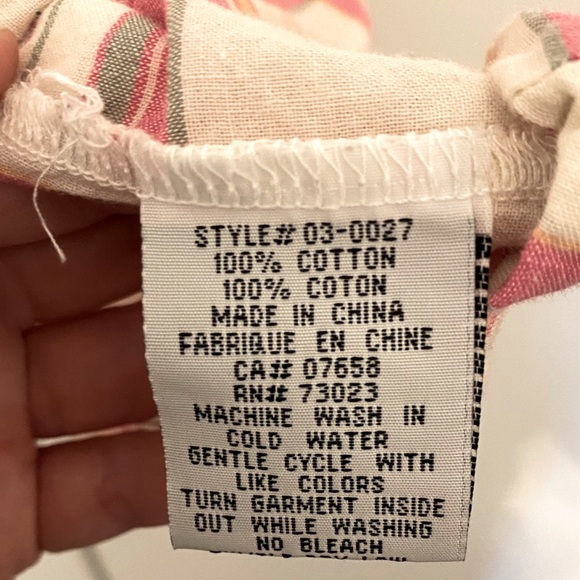 STYLE# 03-0027
100% COTTON
100% COTON
MADE IN CHINA
FABRIQUE EN CHINE
CA# 07658
RN# 73023
MACHINE WASH IN
COLD WATER
GENTLE CYCLE WITH
LIKE COLORS
TURN GARMENT INSIDE
OUT WHILE WASHING
NO BLEACH